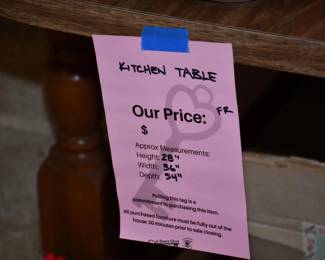 KITCHEN TABLE
Our Price: FR
$
Approx Measurements:
Height: 28"
Width: 56"
Depth: 54"
Pulling this tag is a
commitment to purchasing this item.
All purchased furniture must be fully out of the
house 30 minutes prior to sale closing.